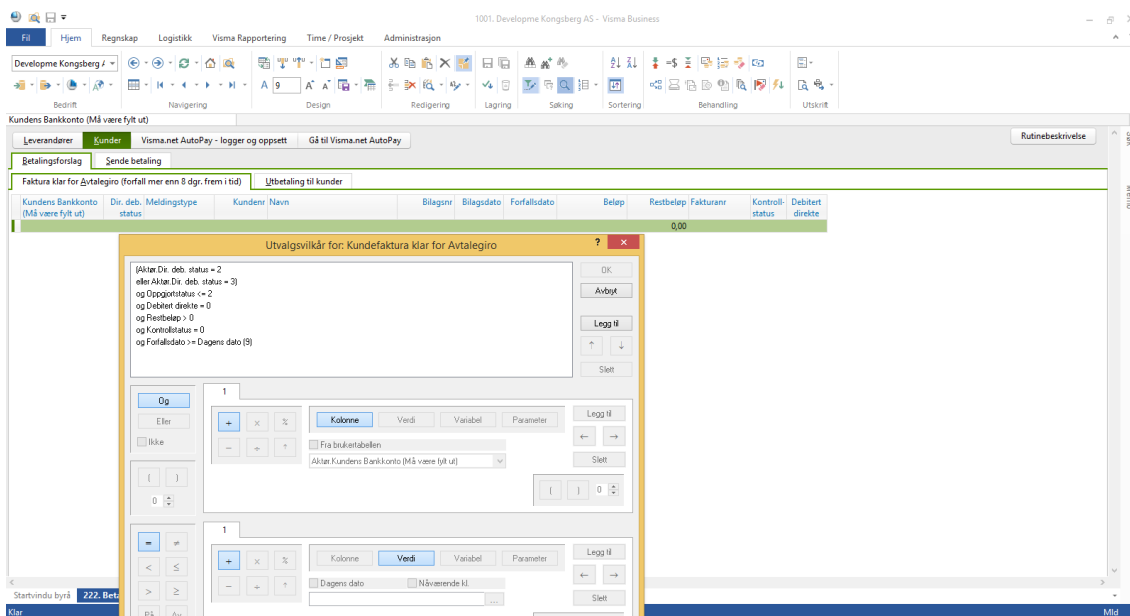 1001. Developme Kongsberg AS - Visma Business
Fil Hjem Regnskap Logistikk Visma Rapportering Time / Prosjekt Administrasjon
Developme Kongsberg
A 9
Bedrift Navigering Design Redigering Lagring Søking Sortering Behandling Utskrift
Kundens Bankkonto (Må være fylt ut)
Leverandører Kunder Visma.net AutoPay - logger og oppsett Gå til Visma.net AutoPay Rutinebeskrivelse
Betalingsforslag Sende betaling
Faktura klar for Avtalegiro (forfall mer enn 8 dgr. frem i tid) Utbetaling til kunder
Kundens Bankkonto Dir. deb. Meldingstype Kundenr Navn Bilagsnr Bilagsdato Forfallsdato Beløp Restbeløp Fakturanr Kontroll- Debitert
(Må være fylt ut) status status direkte
0,00
Utvalgsvilkår for: Kundefaktura klar for Avtalegiro ? ×
(Aktør.Dir. deb. status = 2
eller Aktør.Dir. deb. status = 3)
og Oppgjortstatus <= 2
og Debitert direkte = 0
og Restbeløp > 0
og Kontrollstatus = 0
og Forfallsdato >= Dagens dato (9)
OK
Avbryt
Legg til
↑ ↓
Slett
Og
Eller
Ikke
( )
0
1
+ × %
− ÷ ↑
Kolonne Verdi Variabel Parameter
Fra brukertabellen
Aktør.Kundens Bankkonto (Må være fylt ut)
Legg til
← →
Slett
( ) 0
= ≠
< ≤
> ≥
På Av
1
+ × %
− ÷ ↑
Kolonne Verdi Variabel Parameter
Dagens dato Nåværende kl.
...
Legg til
← →
Slett
Startvindu byrå 222. Beta
Klar Mld